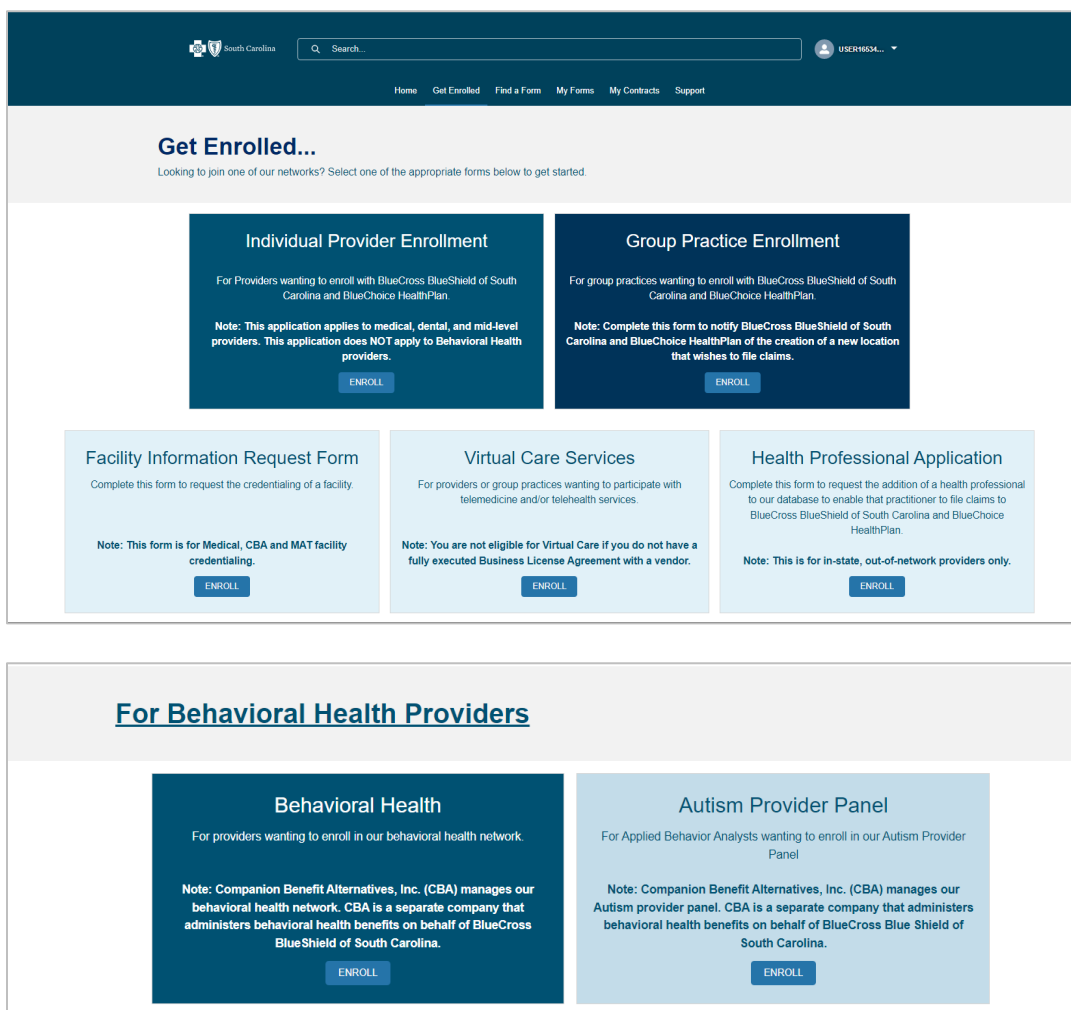 South Carolina
Search...
USER16534...
Home Get Enrolled Find a Form My Forms My Contracts Support
Get Enrolled...
Looking to join one of our networks? Select one of the appropriate forms below to get started.
Individual Provider Enrollment
For Providers wanting to enroll with BlueCross BlueShield of South
Carolina and BlueChoice HealthPlan.
Note: This application applies to medical, dental, and mid-level
providers. This application does NOT apply to Behavioral Health
providers.
ENROLL
Group Practice Enrollment
For group practices wanting to enroll with BlueCross BlueShield of South
Carolina and BlueChoice HealthPlan.
Note: Complete this form to notify BlueCross BlueShield of South
Carolina and BlueChoice HealthPlan of the creation of a new location
that wishes to file claims.
ENROLL
Facility Information Request Form
Complete this form to request the credentialing of a facility.
Note: This form is for Medical, CBA and MAT facility
credentialing.
ENROLL
Virtual Care Services
For providers or group practices wanting to participate with
telemedicine and/or telehealth services.
Note: You are not eligible for Virtual Care if you do not have a
fully executed Business License Agreement with a vendor.
ENROLL
Health Professional Application
Complete this form to request the addition of a health professional
to our database to enable that practitioner to file claims to
BlueCross BlueShield of South Carolina and BlueChoice
HealthPlan.
Note: This is for in-state, out-of-network providers only.
ENROLL
For Behavioral Health Providers
Behavioral Health
For providers wanting to enroll in our behavioral health network.
Note: Companion Benefit Alternatives, Inc. (CBA) manages our
behavioral health network. CBA is a separate company that
administers behavioral health benefits on behalf of BlueCross
BlueShield of South Carolina.
ENROLL
Autism Provider Panel
For Applied Behavior Analysts wanting to enroll in our Autism Provider
Panel
Note: Companion Benefit Alternatives, Inc. (CBA) manages our
Autism provider panel. CBA is a separate company that administers
behavioral health benefits on behalf of BlueCross Blue Shield of
South Carolina.
ENROLL